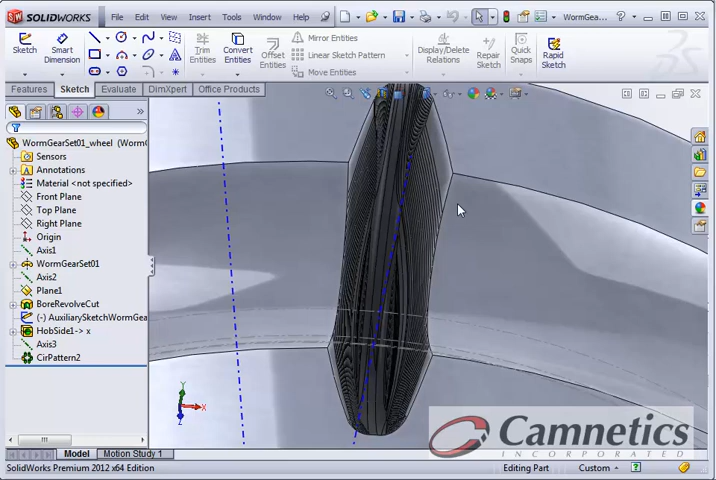 SOLIDWORKS File Edit View Insert Tools Window Help WormGear...
Sketch Smart Dimension Trim Entities Convert Entities Offset Entities Mirror Entities Linear Sketch Pattern Move Entities Display/Delete Relations Repair Sketch Quick Snaps Rapid Sketch
Features Sketch Evaluate DimXpert Office Products
WormGearSet01_wheel (Worm
Sensors
Annotations
Material <not specified>
Front Plane
Top Plane
Right Plane
Origin
Axis1
WormGearSet01
Axis2
Plane1
BoreRevolveCut
(-) AuxiliarySketchWormGea
HobSide1-> x
Axis3
CirPattern2
Y
X
Z
Camnetics
INCORPORATED
Model Motion Study 1
SolidWorks Premium 2012 x64 Edition Editing Part Custom